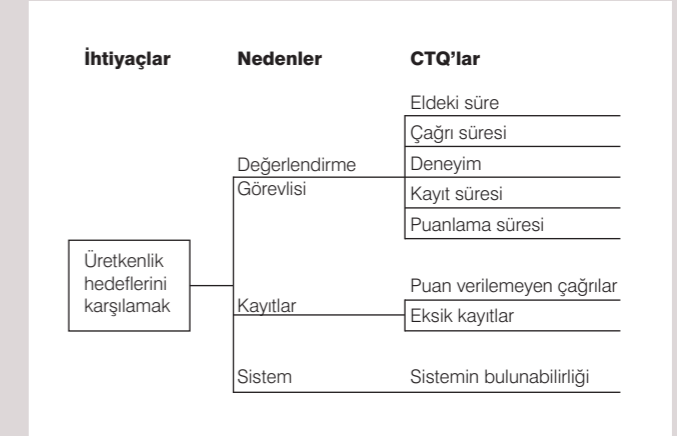 İhtiyaçlar
Nedenler
CTQ’lar
Eldeki süre
Çağrı süresi
Değerlendirme
Görevlisi
Deneyim
Kayıt süresi
Puanlama süresi
Üretkenlik
hedeflerini
karşılamak
Kayıtlar
Puan verilemeyen çağrılar
Eksik kayıtlar
Sistem
Sistemin bulunabilirliği